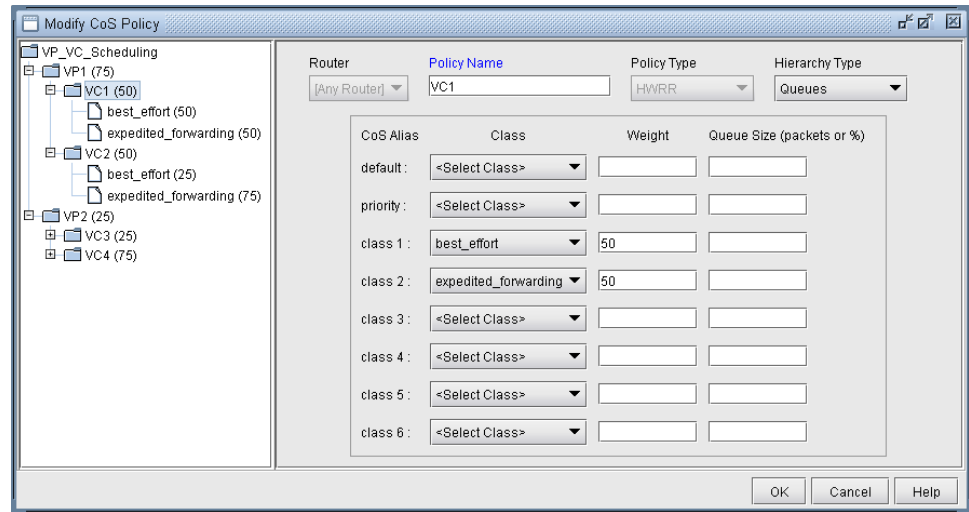 Modify CoS Policy
VP_VC_Scheduling
VP1 (75)
VC1 (50)
best_effort (50)
expedited_forwarding (50)
VC2 (50)
best_effort (25)
expedited_forwarding (75)
VP2 (25)
VC3 (25)
VC4 (75)
Router Policy Name Policy Type Hierarchy Type
[Any Router] VC1 HWRR Queues
CoS Alias Class Weight Queue Size (packets or %)
default : <Select Class>
priority : <Select Class>
class 1 : best_effort 50
class 2 : expedited_forwarding 50
class 3 : <Select Class>
class 4 : <Select Class>
class 5 : <Select Class>
class 6 : <Select Class>
OK Cancel Help